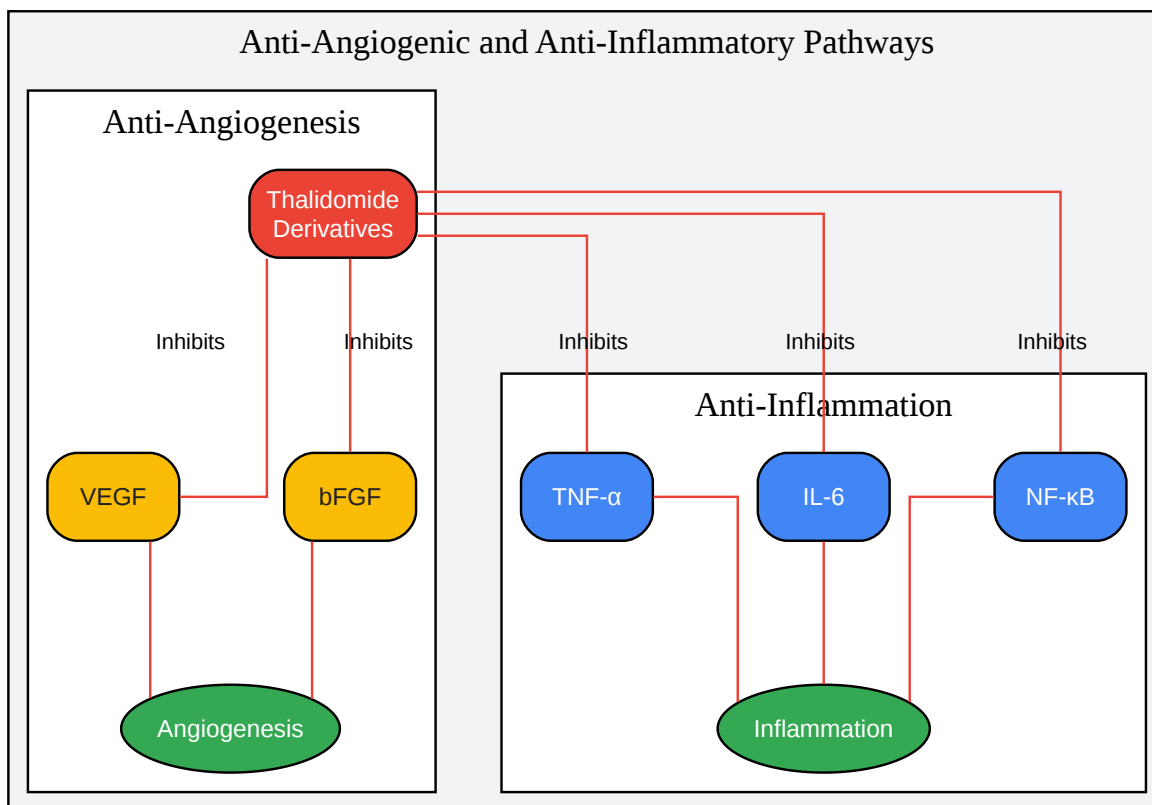 Anti-Angiogenic and Anti-Inflammatory Pathways
Anti-Angiogenesis
Thalidomide
Derivatives
Inhibits
Inhibits
Inhibits
Inhibits
Inhibits
Anti-Inflammation
VEGF
bFGF
TNF-α
IL-6
NF-κB
Angiogenesis
Inflammation